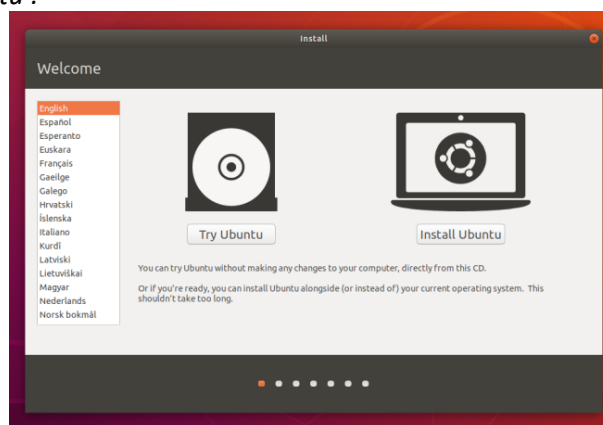 Install
Welcome
English
Español
Esperanto
Euskara
Français
Gaeilge
Galego
Hrvatski
Íslenska
Italiano
Kurdî
Latviski
Lietuviškai
Magyar
Nederlands
Norsk bokmål
Try Ubuntu
Install Ubuntu
You can try Ubuntu without making any changes to your computer, directly from this CD.
Or if you're ready, you can install Ubuntu alongside (or instead of) your current operating system. This
shouldn't take too long.